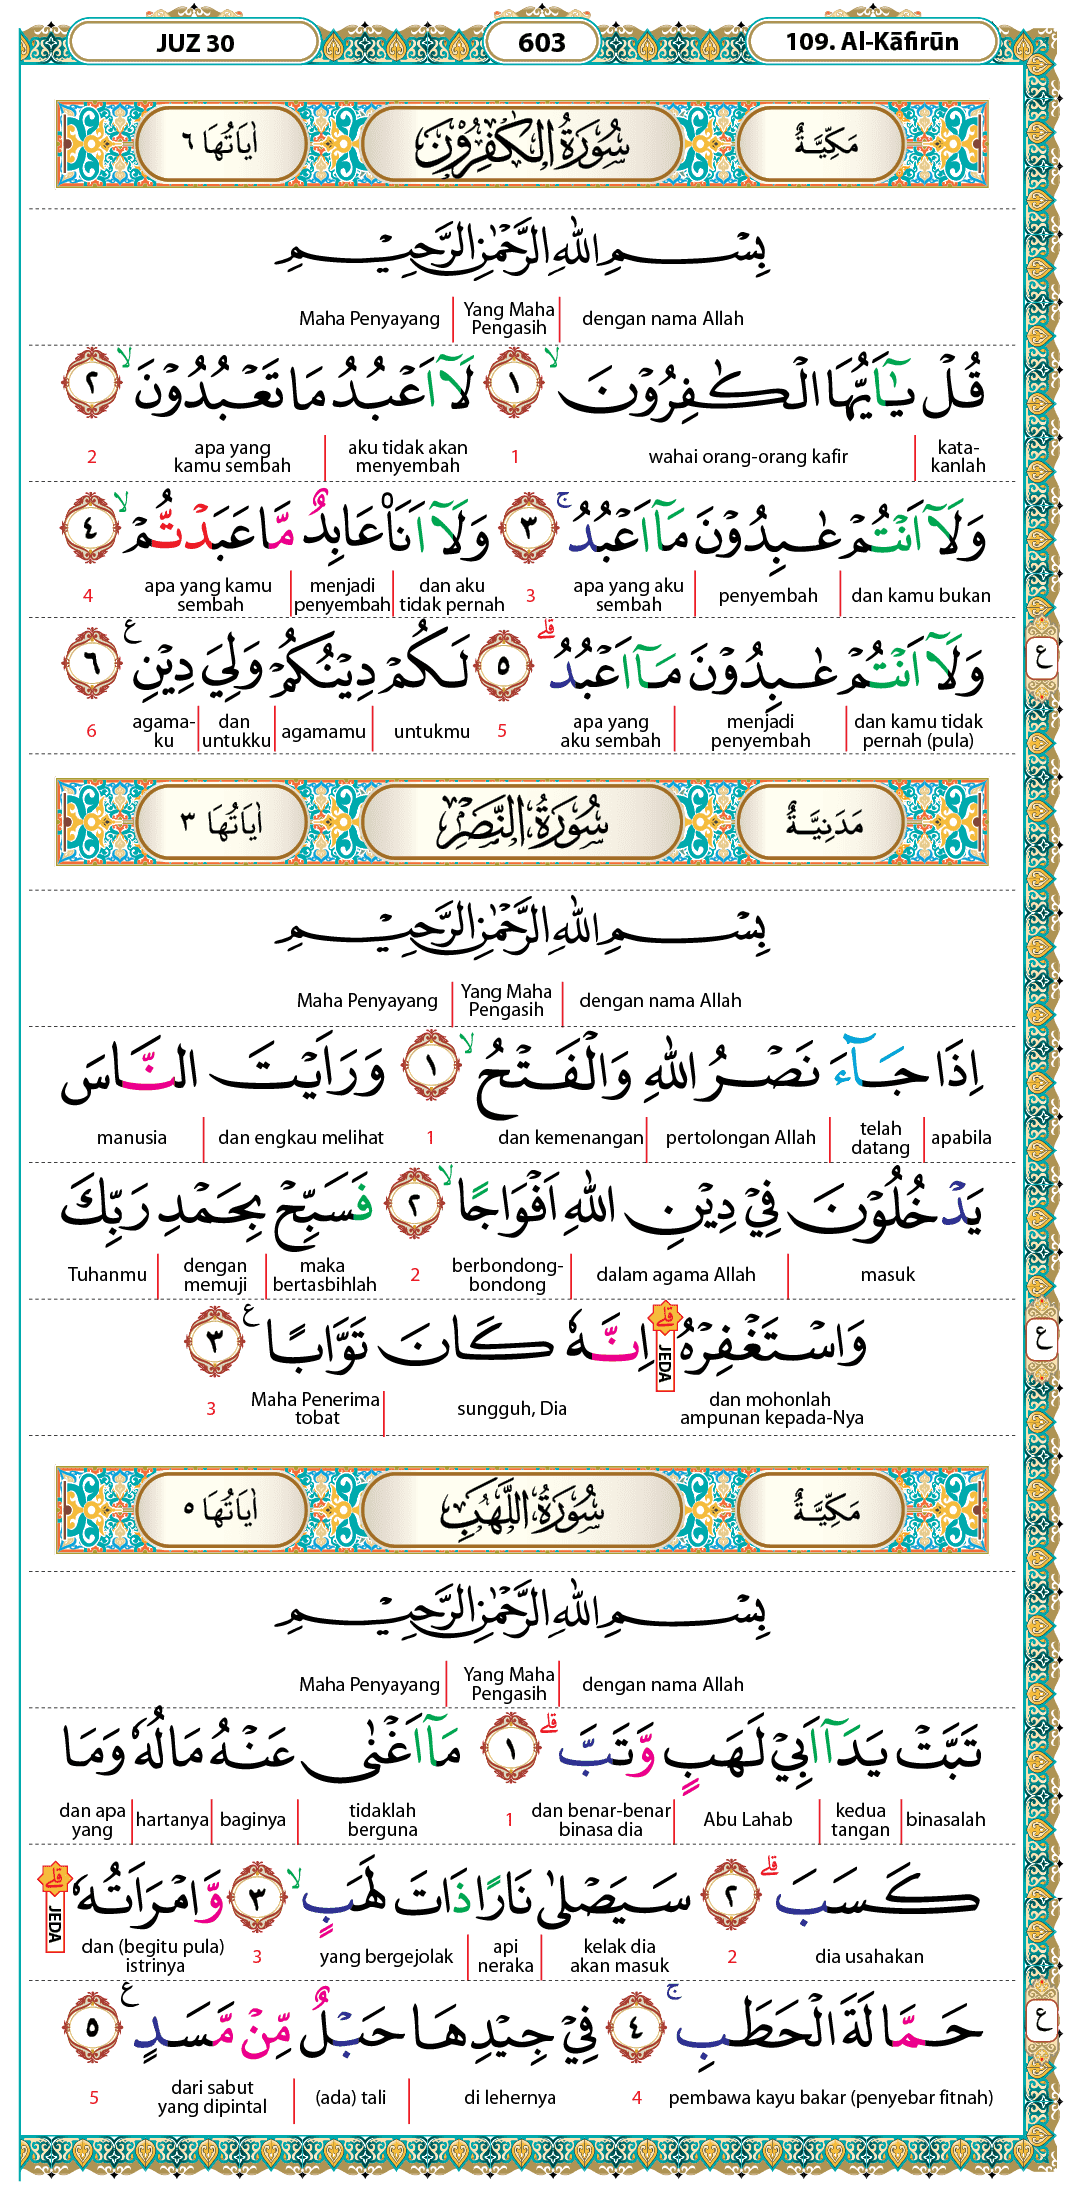 JUZ 30 603 109. Al-Kāfirūn
مَكِّيَّةٌ سُوْرَةُ الْكٰفِرُوْنَ اٰيَاتُهَا ٦
بِسْمِ اللّٰهِ الرَّحْمٰنِ الرَّحِيْمِ
dengan nama Allah Yang Maha Pengasih Maha Penyayang
قُلْ يٰٓاَيُّهَا الْكٰفِرُوْنَ ۙ ١ لَآ اَعْبُدُ مَا تَعْبُدُوْنَ ۙ ٢
kata-kanlah wahai orang-orang kafir 1 aku tidak akan menyembah apa yang kamu sembah 2
وَلَآ اَنْتُمْ عٰبِدُوْنَ مَآ اَعْبُدُ ۚ ٣ وَلَآ اَنَا۠ عَابِدٌ مَّا عَبَدْتُّمْ ۙ ٤
dan kamu bukan penyembah apa yang aku sembah 3 dan aku tidak pernah menjadi penyembah apa yang kamu sembah 4
وَلَآ اَنْتُمْ عٰبِدُوْنَ مَآ اَعْبُدُ ۗ ٥ لَكُمْ دِيْنُكُمْ وَلِيَ دِيْنِ ع ٦
dan kamu tidak pernah (pula) menjadi penyembah apa yang aku sembah 5 untukmu agamamu dan untukku agama-ku 6
ع
مَدَنِيَّةٌ سُوْرَةُ النَّصْرِ اٰيَاتُهَا ٣
بِسْمِ اللّٰهِ الرَّحْمٰنِ الرَّحِيْمِ
dengan nama Allah Yang Maha Pengasih Maha Penyayang
اِذَا جَاۤءَ نَصْرُ اللّٰهِ وَالْفَتْحُ ۙ ١ وَرَاَيْتَ النَّاسَ
apabila telah datang pertolongan Allah dan kemenangan 1 dan engkau melihat manusia
يَدْخُلُوْنَ فِيْ دِيْنِ اللّٰهِ اَفْوَاجًا ۙ ٢ فَسَبِّحْ بِحَمْدِ رَبِّكَ
masuk dalam agama Allah berbondong-bondong 2 maka bertasbihlah dengan memuji Tuhanmu
وَاسْتَغْفِرْهُ ۗ JEDA اِنَّهٗ كَانَ تَوَّابًا ع ٣
dan mohonlah ampunan kepada-Nya sungguh, Dia Maha Penerima tobat 3
ع
مَكِّيَّةٌ سُوْرَةُ اللَّهَبِ اٰيَاتُهَا ٥
بِسْمِ اللّٰهِ الرَّحْمٰنِ الرَّحِيْمِ
dengan nama Allah Yang Maha Pengasih Maha Penyayang
تَبَّتْ يَدَآ اَبِيْ لَهَبٍ وَّتَبَّ ۗ ١ مَآ اَغْنٰى عَنْهُ مَالُهٗ وَمَا
binasalah kedua tangan Abu Lahab dan benar-benar binasa dia 1 tidaklah berguna baginya hartanya dan apa yang
كَسَبَ ۗ ٢ سَيَصْلٰى نَارًا ذَاتَ لَهَبٍ ۙ ٣ وَّامْرَاَتُهٗ ۗ JEDA
dia usahakan 2 kelak dia akan masuk api neraka yang bergejolak 3 dan (begitu pula) istrinya
حَمَّالَةَ الْحَطَبِ ۚ ٤ فِيْ جِيْدِهَا حَبْلٌ مِّنْ مَّسَدٍ ع ٥
pembawa kayu bakar (penyebar fitnah) 4 di lehernya (ada) tali dari sabut yang dipintal 5
ع